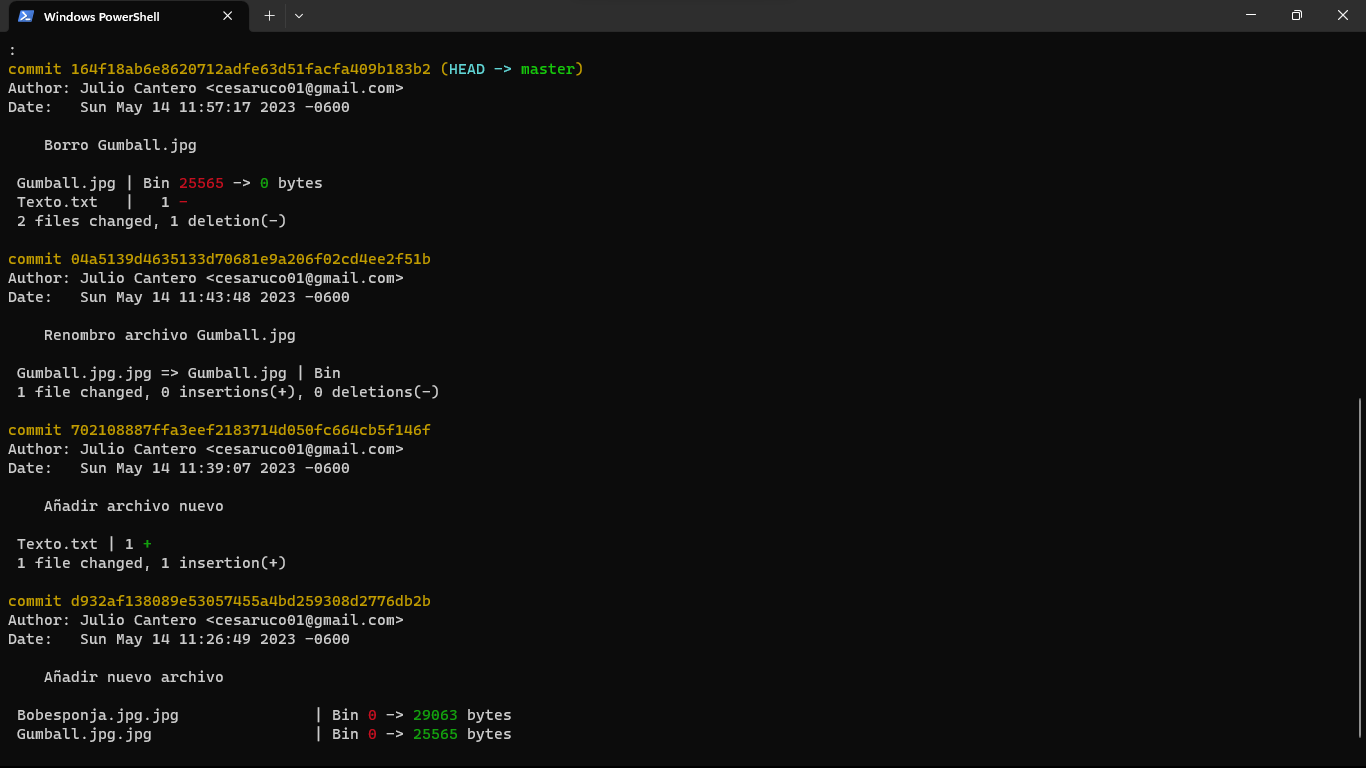 Windows PowerShell
:
commit 164f18ab6e8620712adfe63d51facfa409b183b2 (HEAD -> master)
Author: Julio Cantero <cesaruco01@gmail.com>
Date:   Sun May 14 11:57:17 2023 -0600

    Borro Gumball.jpg

 Gumball.jpg | Bin 25565 -> 0 bytes
 Texto.txt   |   1 -
 2 files changed, 1 deletion(-)

commit 04a5139d4635133d70681e9a206f02cd4ee2f51b
Author: Julio Cantero <cesaruco01@gmail.com>
Date:   Sun May 14 11:43:48 2023 -0600

    Renombro archivo Gumball.jpg

 Gumball.jpg.jpg => Gumball.jpg | Bin
 1 file changed, 0 insertions(+), 0 deletions(-)

commit 702108887ffa3eef2183714d050fc664cb5f146f
Author: Julio Cantero <cesaruco01@gmail.com>
Date:   Sun May 14 11:39:07 2023 -0600

    Añadir archivo nuevo

 Texto.txt | 1 +
 1 file changed, 1 insertion(+)

commit d932af138089e53057455a4bd259308d2776db2b
Author: Julio Cantero <cesaruco01@gmail.com>
Date:   Sun May 14 11:26:49 2023 -0600

    Añadir nuevo archivo

 Bobesponja.jpg.jpg               | Bin 0 -> 29063 bytes
 Gumball.jpg.jpg                  | Bin 0 -> 25565 bytes